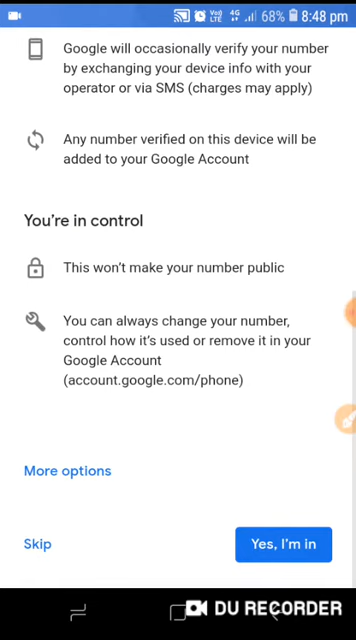 68% 8:48 pm
Google will occasionally verify your number
by exchanging your device info with your
operator or via SMS (charges may apply)
Any number verified on this device will be
added to your Google Account
You're in control
This won't make your number public
You can always change your number,
control how it's used or remove it in your
Google Account
(account.google.com/phone)
More options
Skip
Yes, I'm in
DU RECORDER